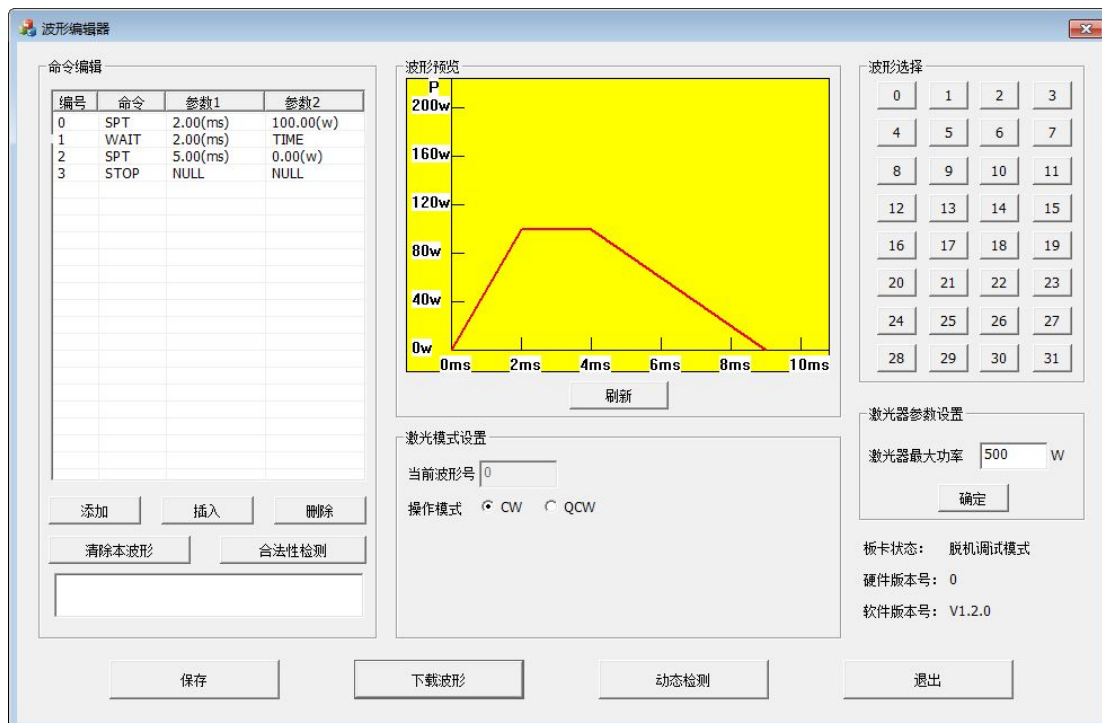 波形编辑器
命令编辑
编号 命令 参数1 参数2
0 SPT 2.00(ms) 100.00(w)
1 WAIT 2.00(ms) TIME
2 SPT 5.00(ms) 0.00(w)
3 STOP NULL NULL
添加 插入 删除
清除本波形 合法性检测
波形预览
P
200w
160w
120w
80w
40w
0w
0ms 2ms 4ms 6ms 8ms 10ms
刷新
激光模式设置
当前波形号 0
操作模式 CW QCW
波形选择
0 1 2 3
4 5 6 7
8 9 10 11
12 13 14 15
16 17 18 19
20 21 22 23
24 25 26 27
28 29 30 31
激光器参数设置
激光器最大功率 500 W
确定
板卡状态: 脱机调试模式
硬件版本号: 0
软件版本号: V1.2.0
保存 下载波形 动态检测 退出